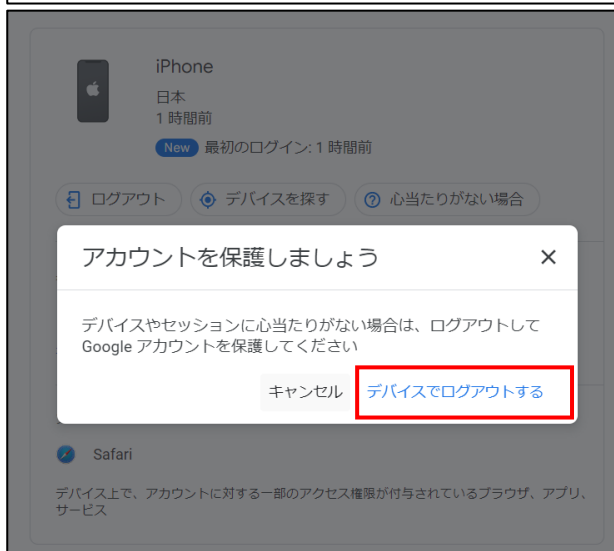 iPhone
日本
1 時間前
New 最初のログイン: 1 時間前
ログアウト デバイスを探す 心当たりがない場合
アカウントを保護しましょう
デバイスやセッションに心当たりがない場合は、ログアウトして
Google アカウントを保護してください
キャンセル デバイスでログアウトする
Safari
デバイス上で、アカウントに対する一部のアクセス権限が付与されているブラウザ、アプリ、
サービス